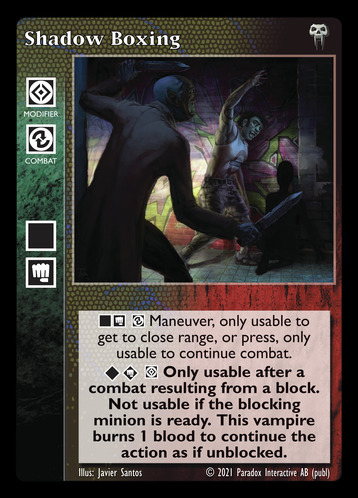 Shadow Boxing
MODIFIER
COMBAT
Maneuver, only usable to
get to close range, or press, only
usable to continue combat.
Only usable after a
combat resulting from a block.
Not usable if the blocking
minion is ready. This vampire
burns 1 blood to continue the
action as if unblocked.
Illus: Javier Santos © 2021 Paradox Interactive AB (publ)